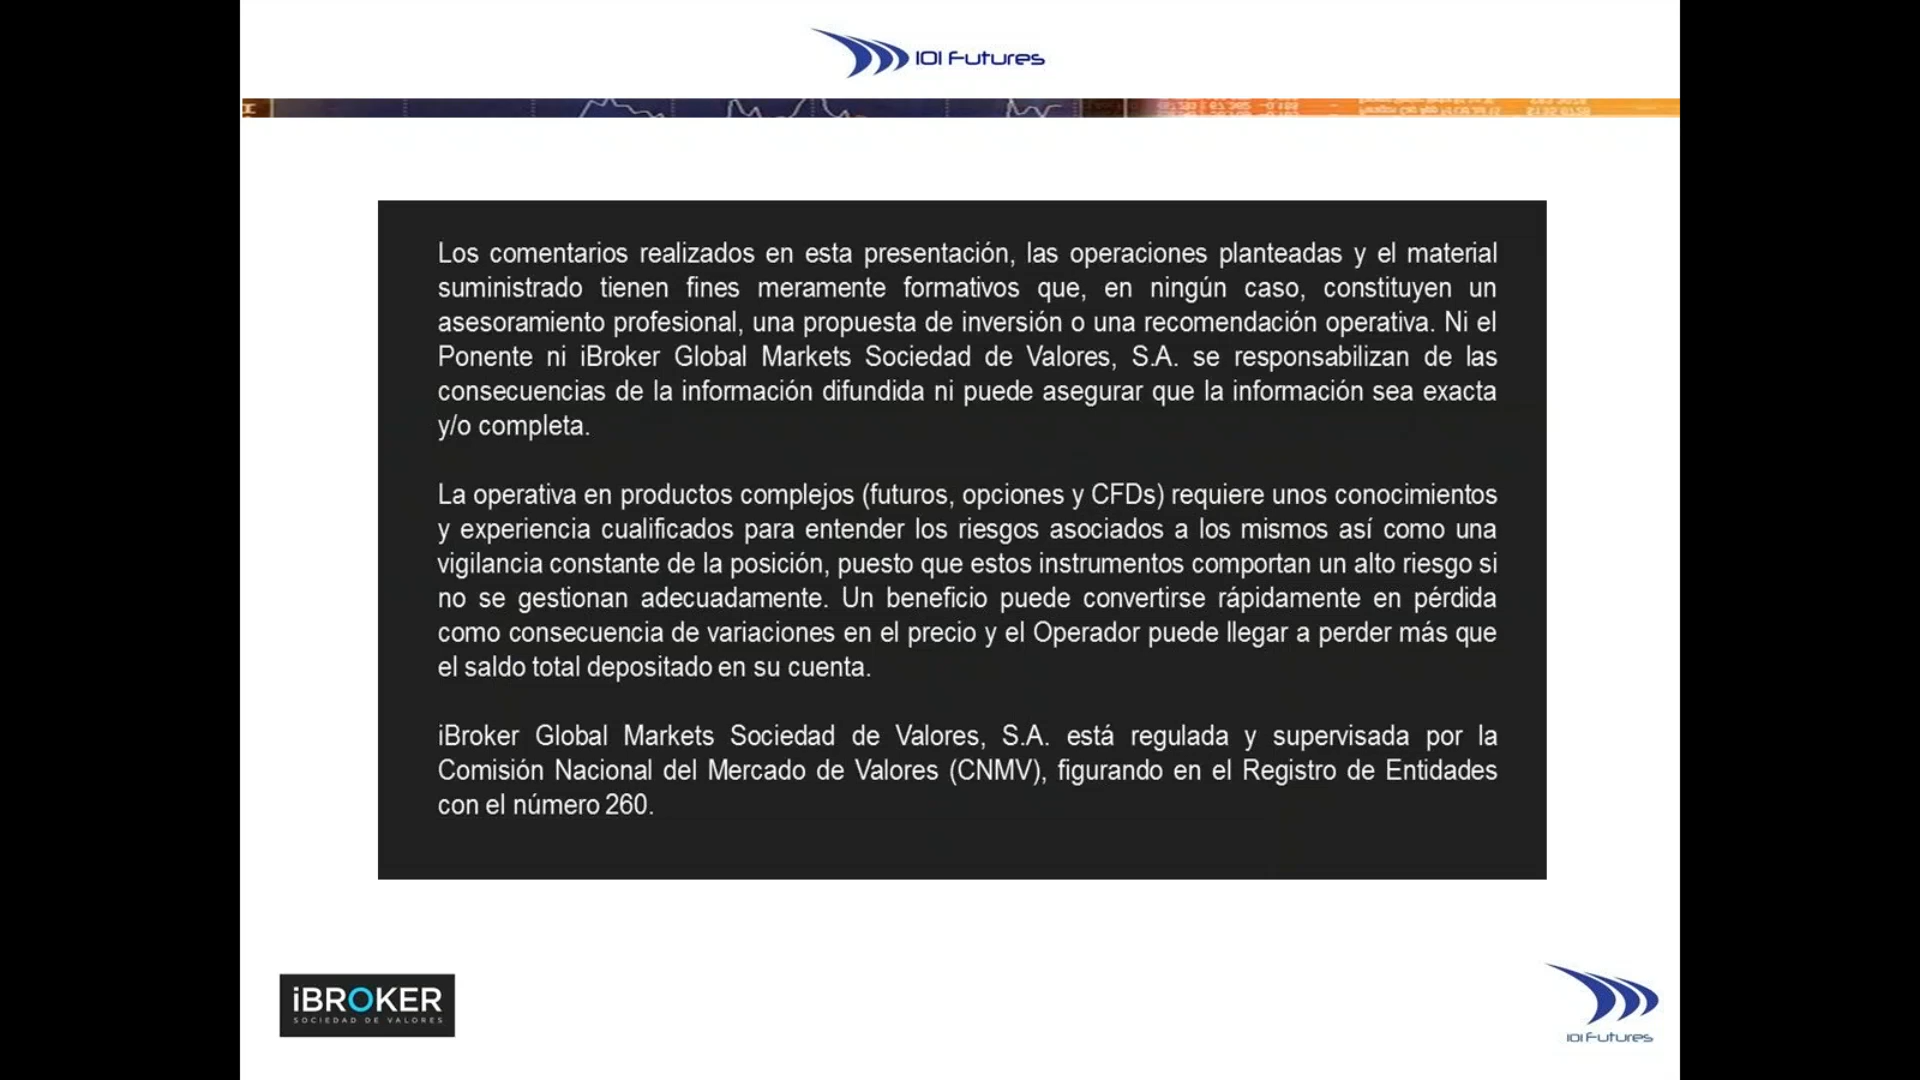 101 Futures
Los comentarios realizados en esta presentación, las operaciones planteadas y el material
suministrado tienen fines meramente formativos que, en ningún caso, constituyen un
asesoramiento profesional, una propuesta de inversión o una recomendación operativa. Ni el
Ponente ni iBroker Global Markets Sociedad de Valores, S.A. se responsabilizan de las
consecuencias de la información difundida ni puede asegurar que la información sea exacta
y/o completa.
La operativa en productos complejos (futuros, opciones y CFDs) requiere unos conocimientos
y experiencia cualificados para entender los riesgos asociados a los mismos así como una
vigilancia constante de la posición, puesto que estos instrumentos comportan un alto riesgo si
no se gestionan adecuadamente. Un beneficio puede convertirse rápidamente en pérdida
como consecuencia de variaciones en el precio y el Operador puede llegar a perder más que
el saldo total depositado en su cuenta.
iBroker Global Markets Sociedad de Valores, S.A. está regulada y supervisada por la
Comisión Nacional del Mercado de Valores (CNMV), figurando en el Registro de Entidades
con el número 260.
iBROKER
SOCIEDAD DE VALORES
101 Futures